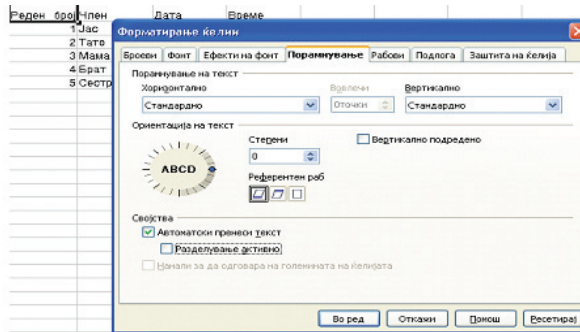 Реден број Член Дата Време
1 Јас
2 Тато
3 Мама
4 Брат
5 Сестр
Форматирање ќелии
Броеви Фонт Ефекти на фонт Порамнување Рабови Подлога Заштита на ќелија
Порамнување на текст
Хоризонтално Вовлечи Вертикално
Стандардно 0точки Стандардно
Ориентација на текст
Степени Вертикално подредено
0
ABCD
Референтен раб
Својства
Автоматски пренеси текст
Разделување активно
Намали за да одговара на големината на ќелијата
Во ред Откажи Помош Ресетирај